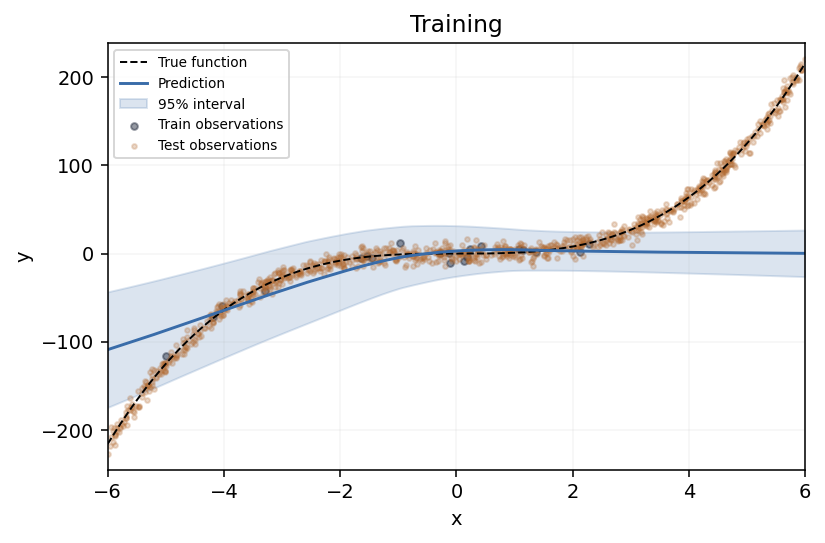 Training
True function
Prediction
95% interval
Train observations
Test observations
200
100
0
−100
−200
y
−6 −4 −2 0 2 4 6
x